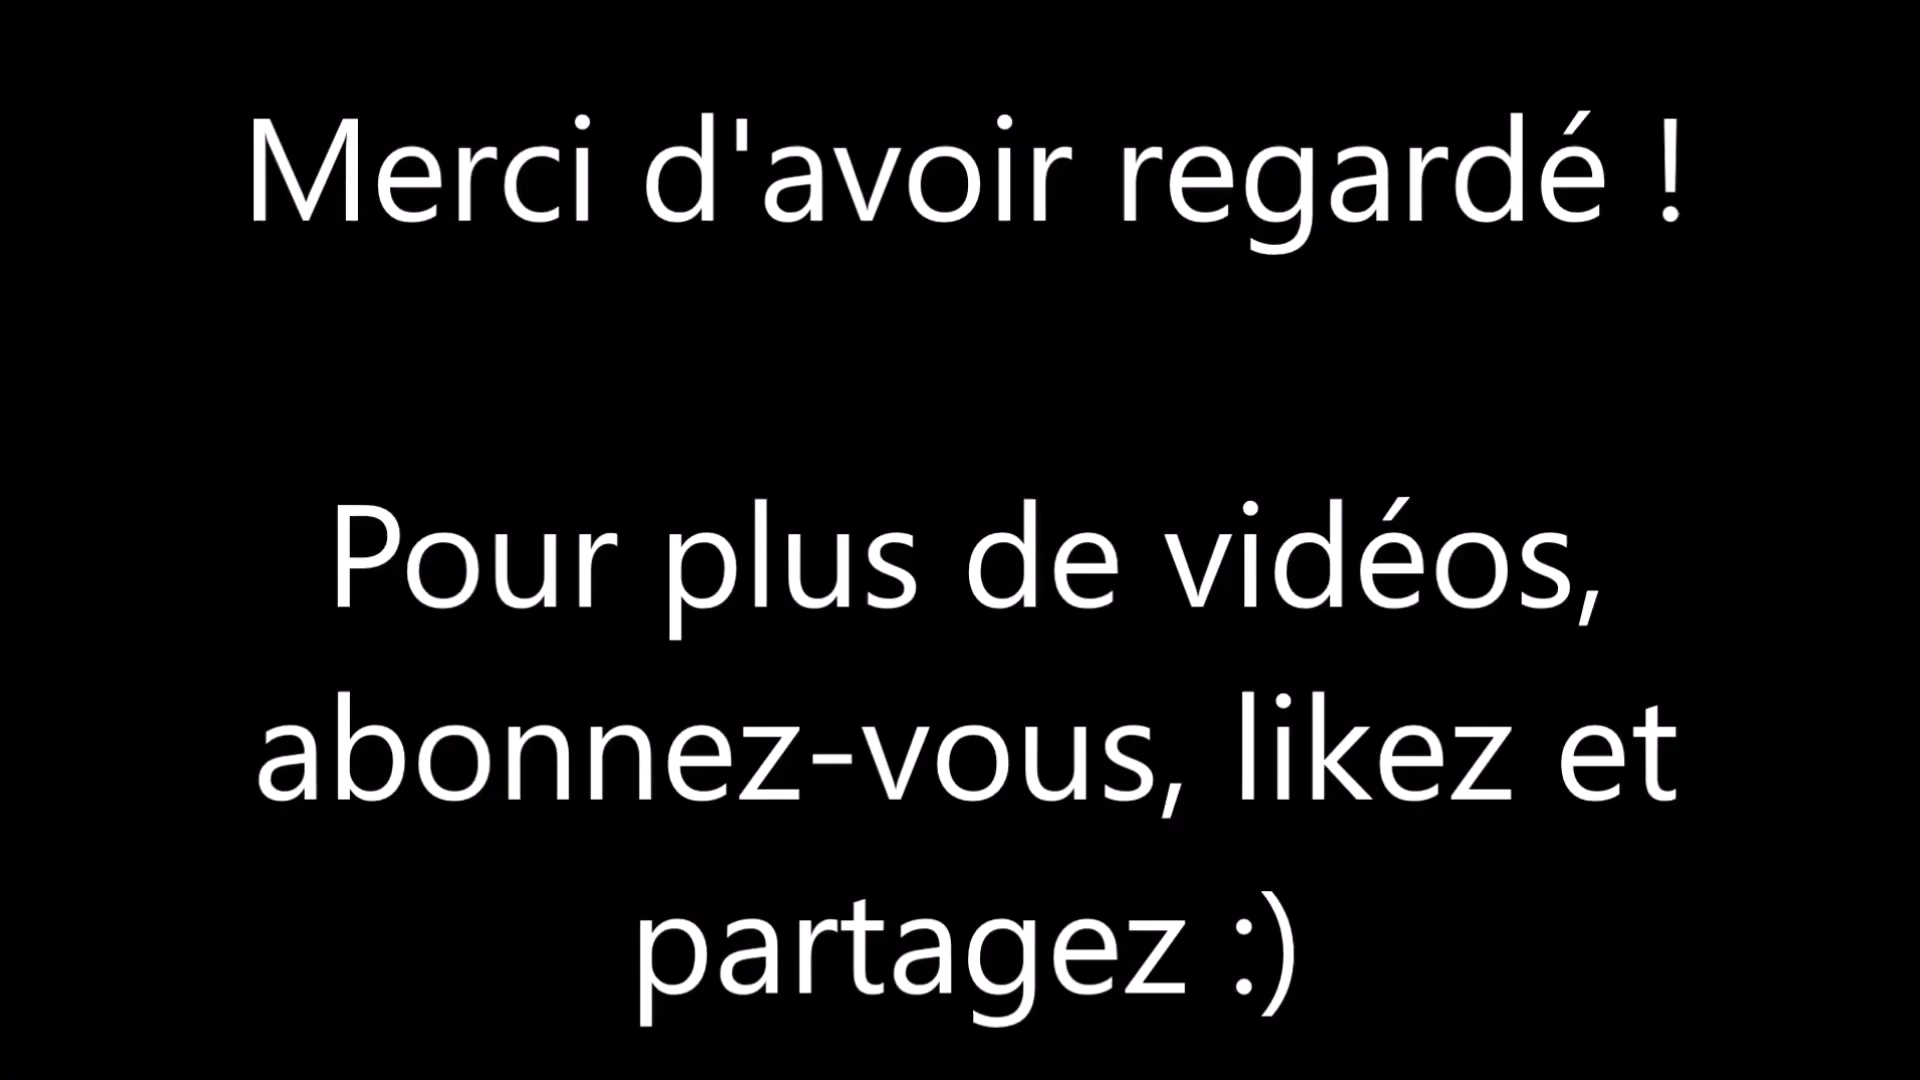 Merci d'avoir regardé !
Pour plus de vidéos,
abonnez-vous, likez et
partagez :)